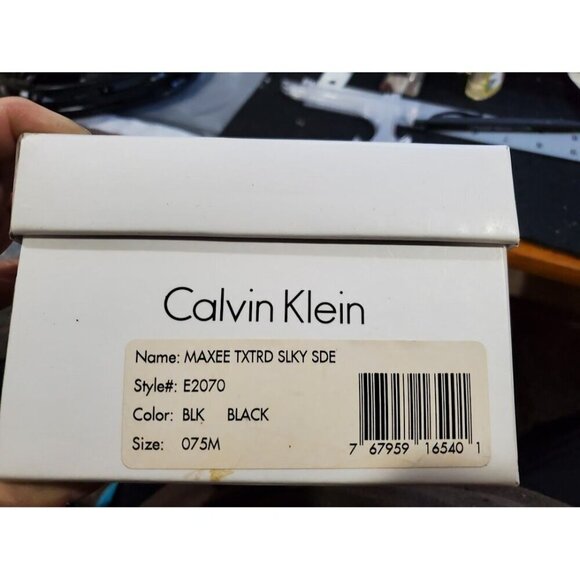 Calvin Klein
Name: MAXEE TXTRD SLKY SDE
Style#: E2070
Color: BLK BLACK
Size: 075M
7 67959 16540 1